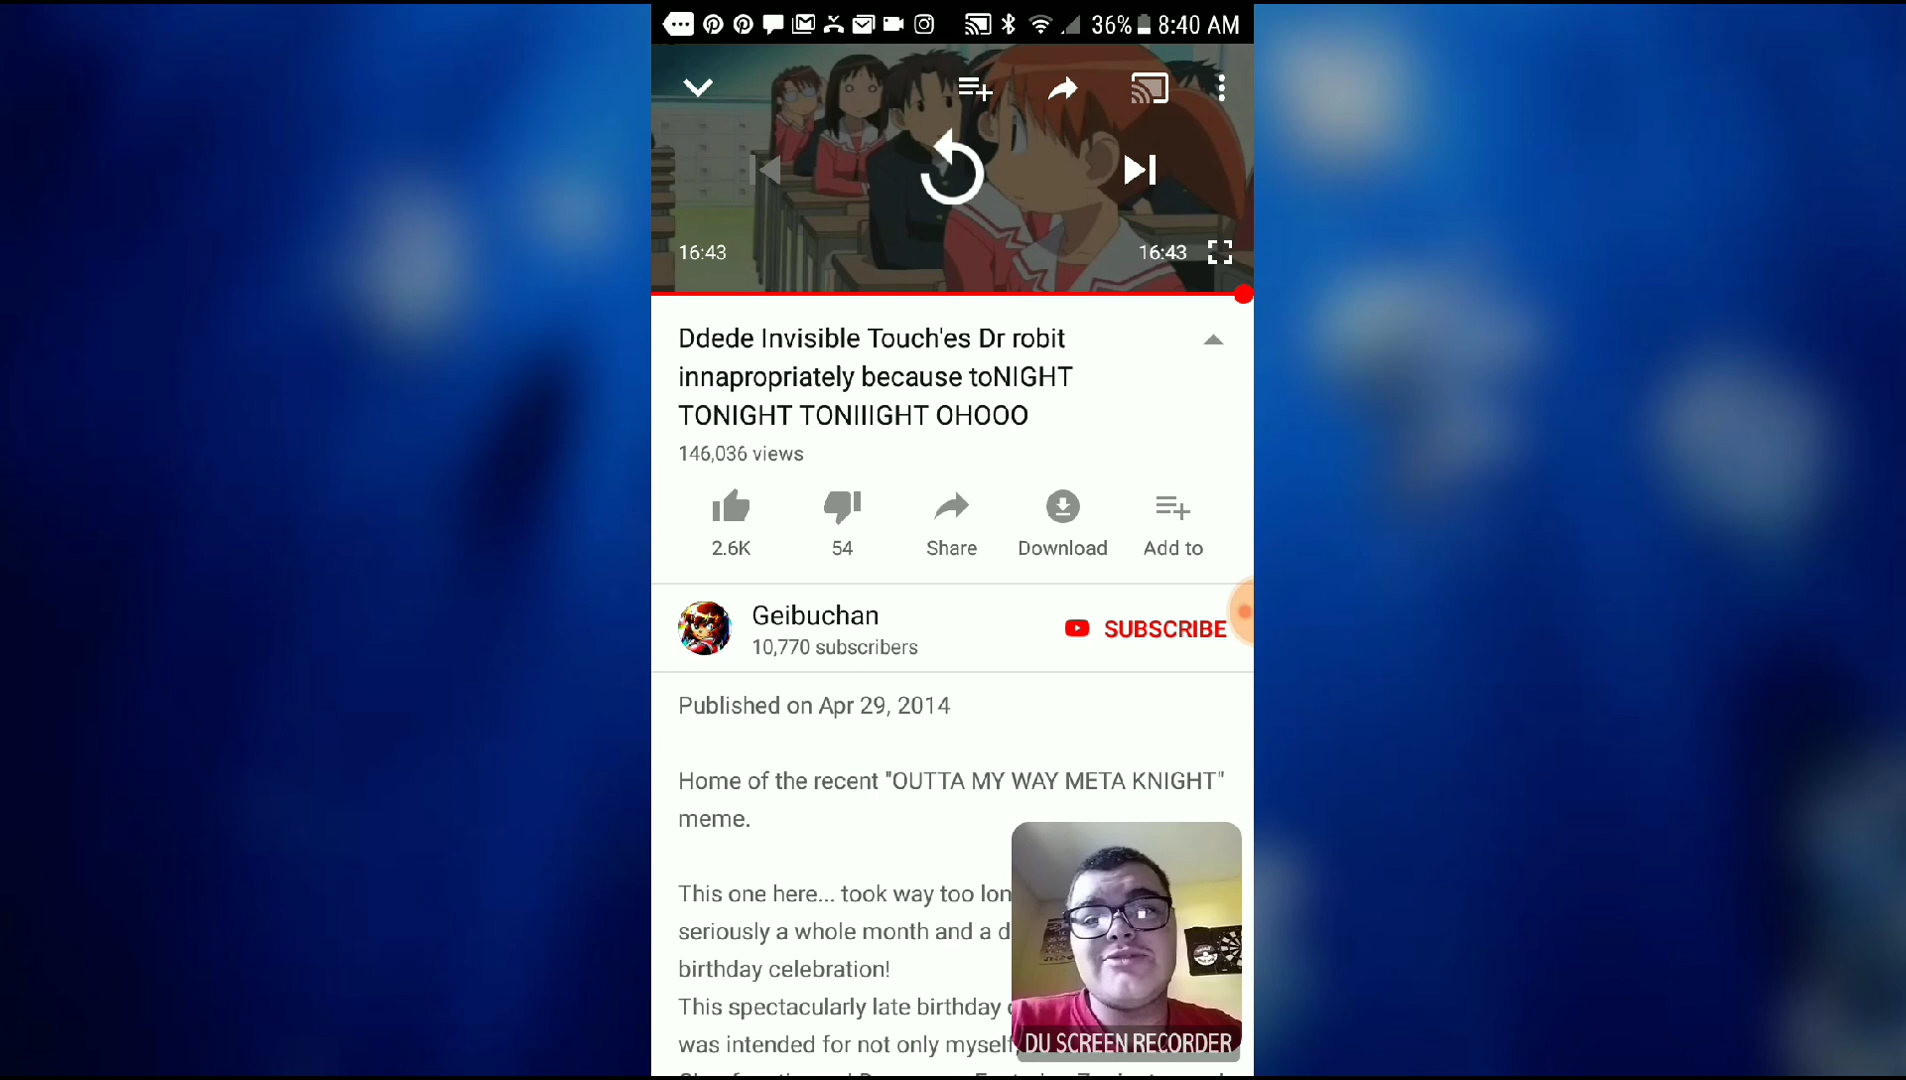 36% 8:40 AM
16:43 16:43
Ddede Invisible Touch'es Dr robit
innapropriately because toNIGHT
TONIGHT TONIIIGHT OHOOO
146,036 views
2.6K 54 Share Download Add to
Geibuchan
10,770 subscribers
SUBSCRIBE
Published on Apr 29, 2014
Home of the recent "OUTTA MY WAY META KNIGHT"
meme.
This one here... took way too
seriously a whole month and a
birthday celebration!
This spectacularly late birthday
was intended for not only myself,
DU SCREEN RECORDER